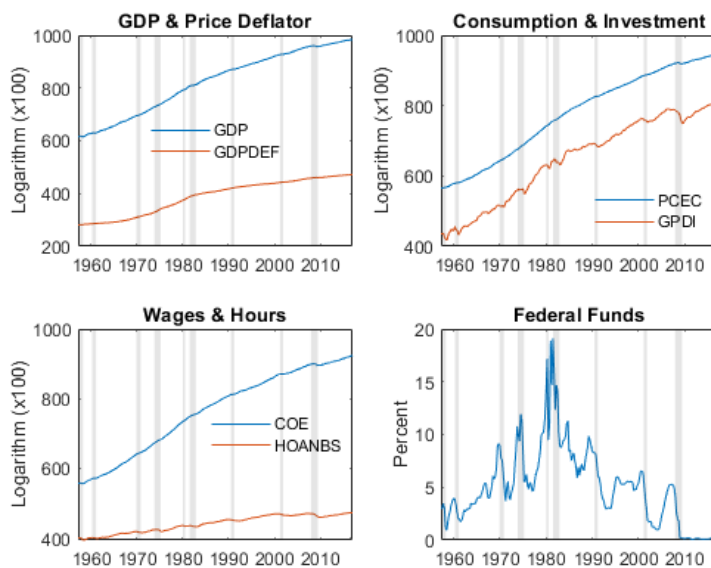 GDP & Price Deflator
1000
800
600
400
200
Logarithm (x100)
GDP
GDPDEF
1960 1970 1980 1990 2000 2010
Consumption & Investment
1000
800
600
400
Logarithm (x100)
PCEC
GPDI
1960 1970 1980 1990 2000 2010
Wages & Hours
1000
800
600
400
Logarithm (x100)
COE
HOANBS
1960 1970 1980 1990 2000 2010
Federal Funds
20
15
10
5
0
Percent
1960 1970 1980 1990 2000 2010